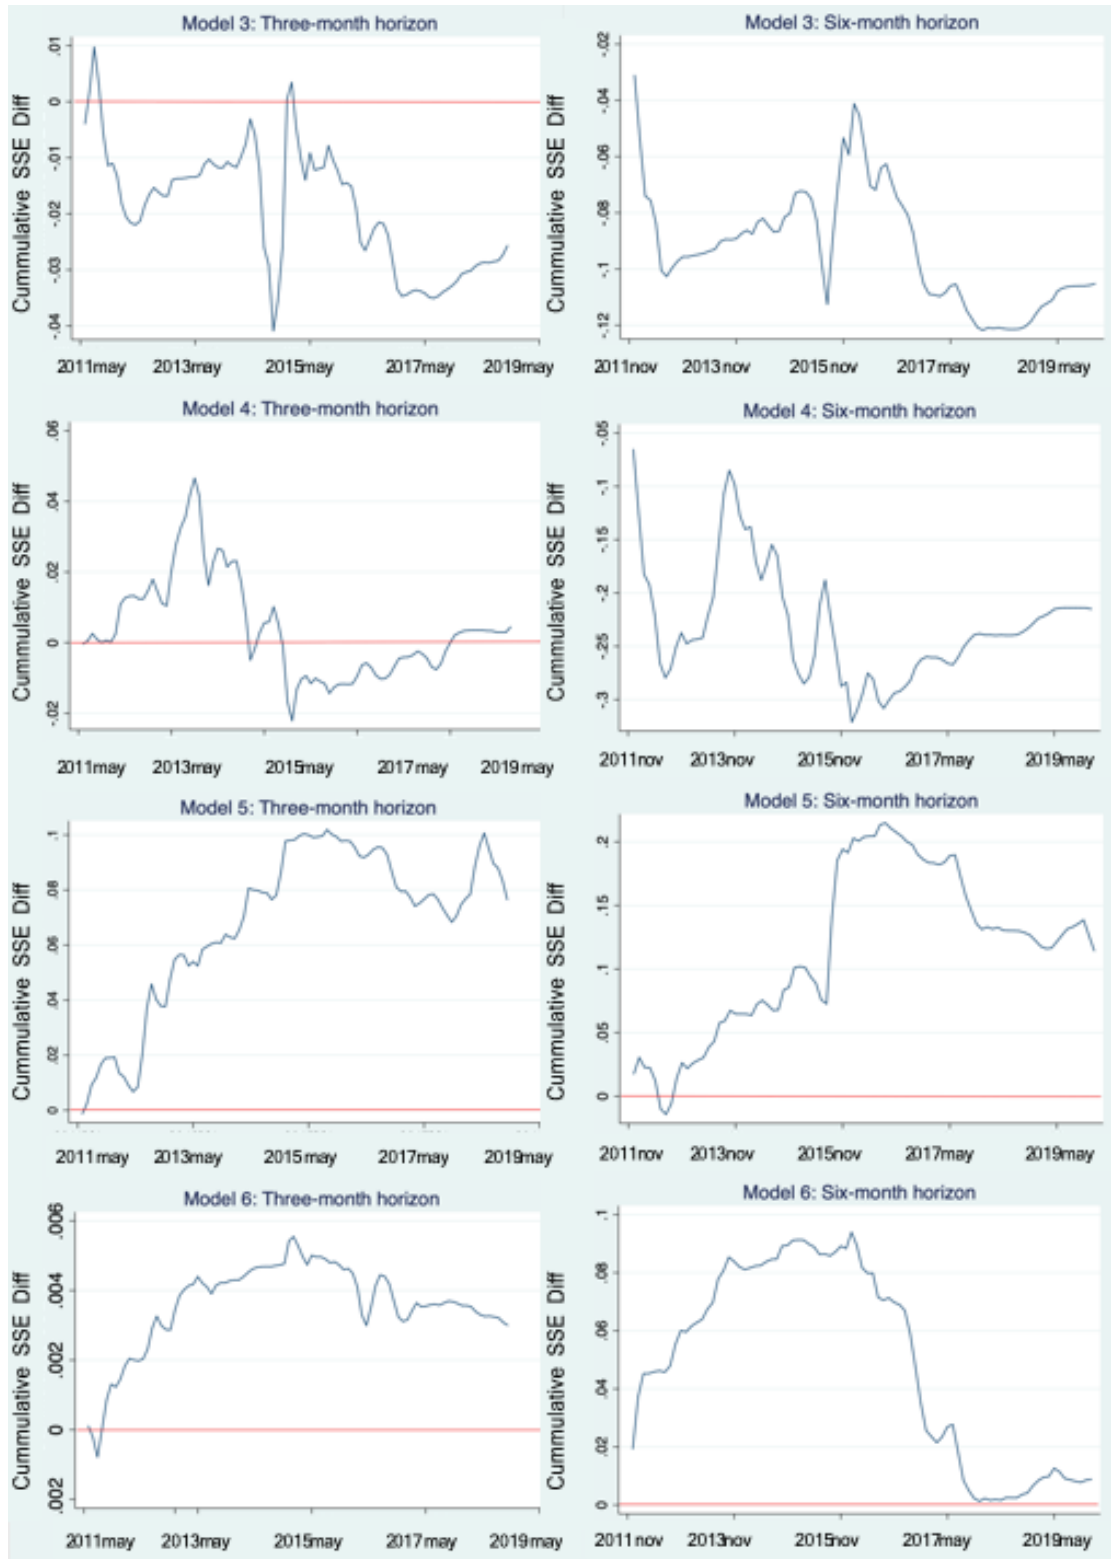 Model 3: Three-month horizon
Cummulative SSE Diff
.01
0
-.01
-.02
-.03
-.04
2011may 2013may 2015may 2017may 2019may
Model 3: Six-month horizon
Cummulative SSE Diff
-.02
-.04
-.06
-.08
-.1
-.12
2011nov 2013nov 2015nov 2017may 2019may
Model 4: Three-month horizon
Cummulative SSE Diff
.06
.04
.02
0
-.02
2011may 2013may 2015may 2017may 2019may
Model 4: Six-month horizon
Cummulative SSE Diff
-.05
-.1
-.15
-.2
-.25
-.3
2011nov 2013nov 2015nov 2017may 2019may
Model 5: Three-month horizon
Cummulative SSE Diff
.1
.08
.06
.04
.02
0
2011may 2013may 2015may 2017may 2019may
Model 5: Six-month horizon
Cummulative SSE Diff
.2
.15
.1
.05
0
2011nov 2013nov 2015nov 2017may 2019may
Model 6: Three-month horizon
Cummulative SSE Diff
.006
.004
.002
0
.002
2011may 2013may 2015may 2017may 2019may
Model 6: Six-month horizon
Cummulative SSE Diff
.1
.08
.06
.04
.02
0
2011nov 2013nov 2015nov 2017may 2019may